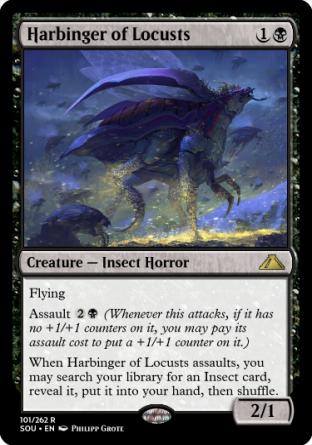 Harbinger of Locusts 1
Creature — Insect Horror
Flying
Assault 2 (Whenever this attacks, if it has
no +1/+1 counters on it, you may pay its
assault cost to put a +1/+1 counter on it.)
When Harbinger of Locusts assaults, you
may search your library for an Insect card,
reveal it, put it into your hand, then shuffle.
2/1
101/262 R
SOU • EN Philipp Grote